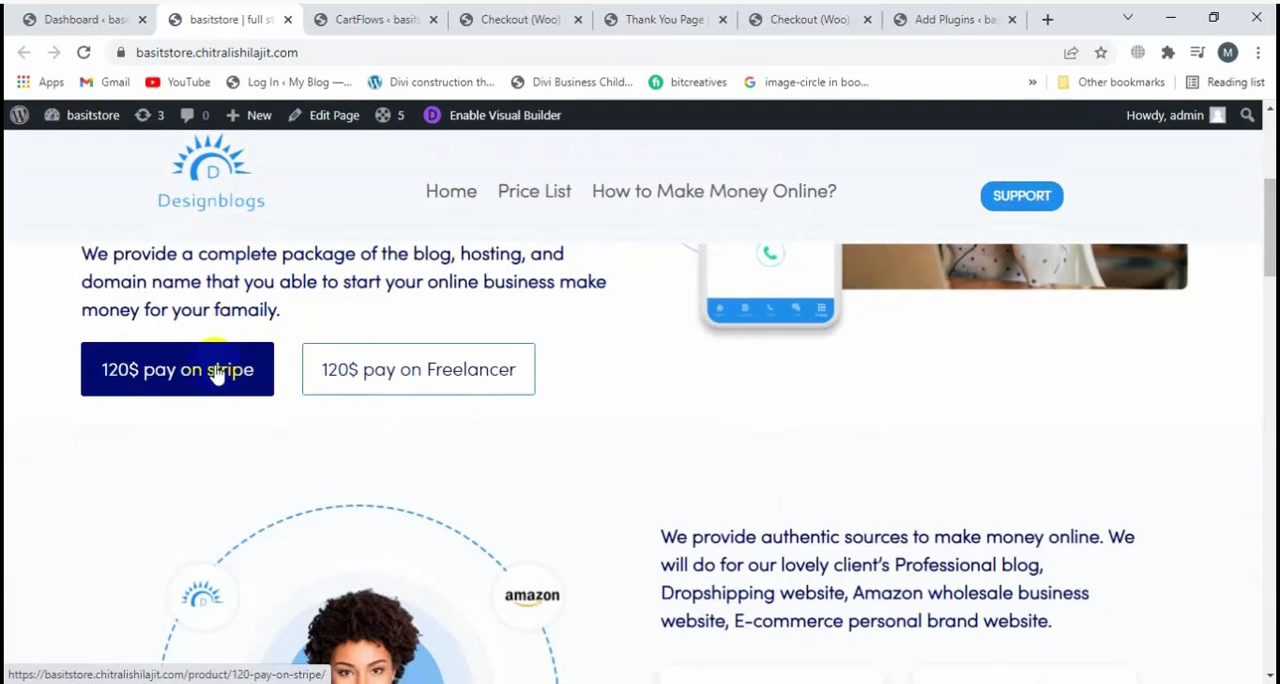 Dashboard ‹ basi
basitstore | full s
CartFlows ‹ basits
Checkout (Woo)
Thank You Page
Checkout (Woo)
Add Plugins ‹ ba
basitstore.chitralishilajit.com
M
Apps
Gmail
YouTube
Log In ‹ My Blog —...
Divi construction th...
Divi Business Child...
bitcreatives
image-circle in boo...
»
Other bookmarks
Reading list
basitstore
3
0
New
Edit Page
5
D
Enable Visual Builder
Howdy, admin
D
Designblogs
Home
Price List
How to Make Money Online?
SUPPORT
We provide a complete package of the blog, hosting, and
domain name that you able to start your online business make
money for your famaily.
120$ pay on stripe
120$ pay on Freelancer
We provide authentic sources to make money online. We
will do for our lovely client's Professional blog,
Dropshipping website, Amazon wholesale business
website, E-commerce personal brand website.
D
amazon
https://basitstore.chitralishilajit.com/product/120-pay-on-stripe/